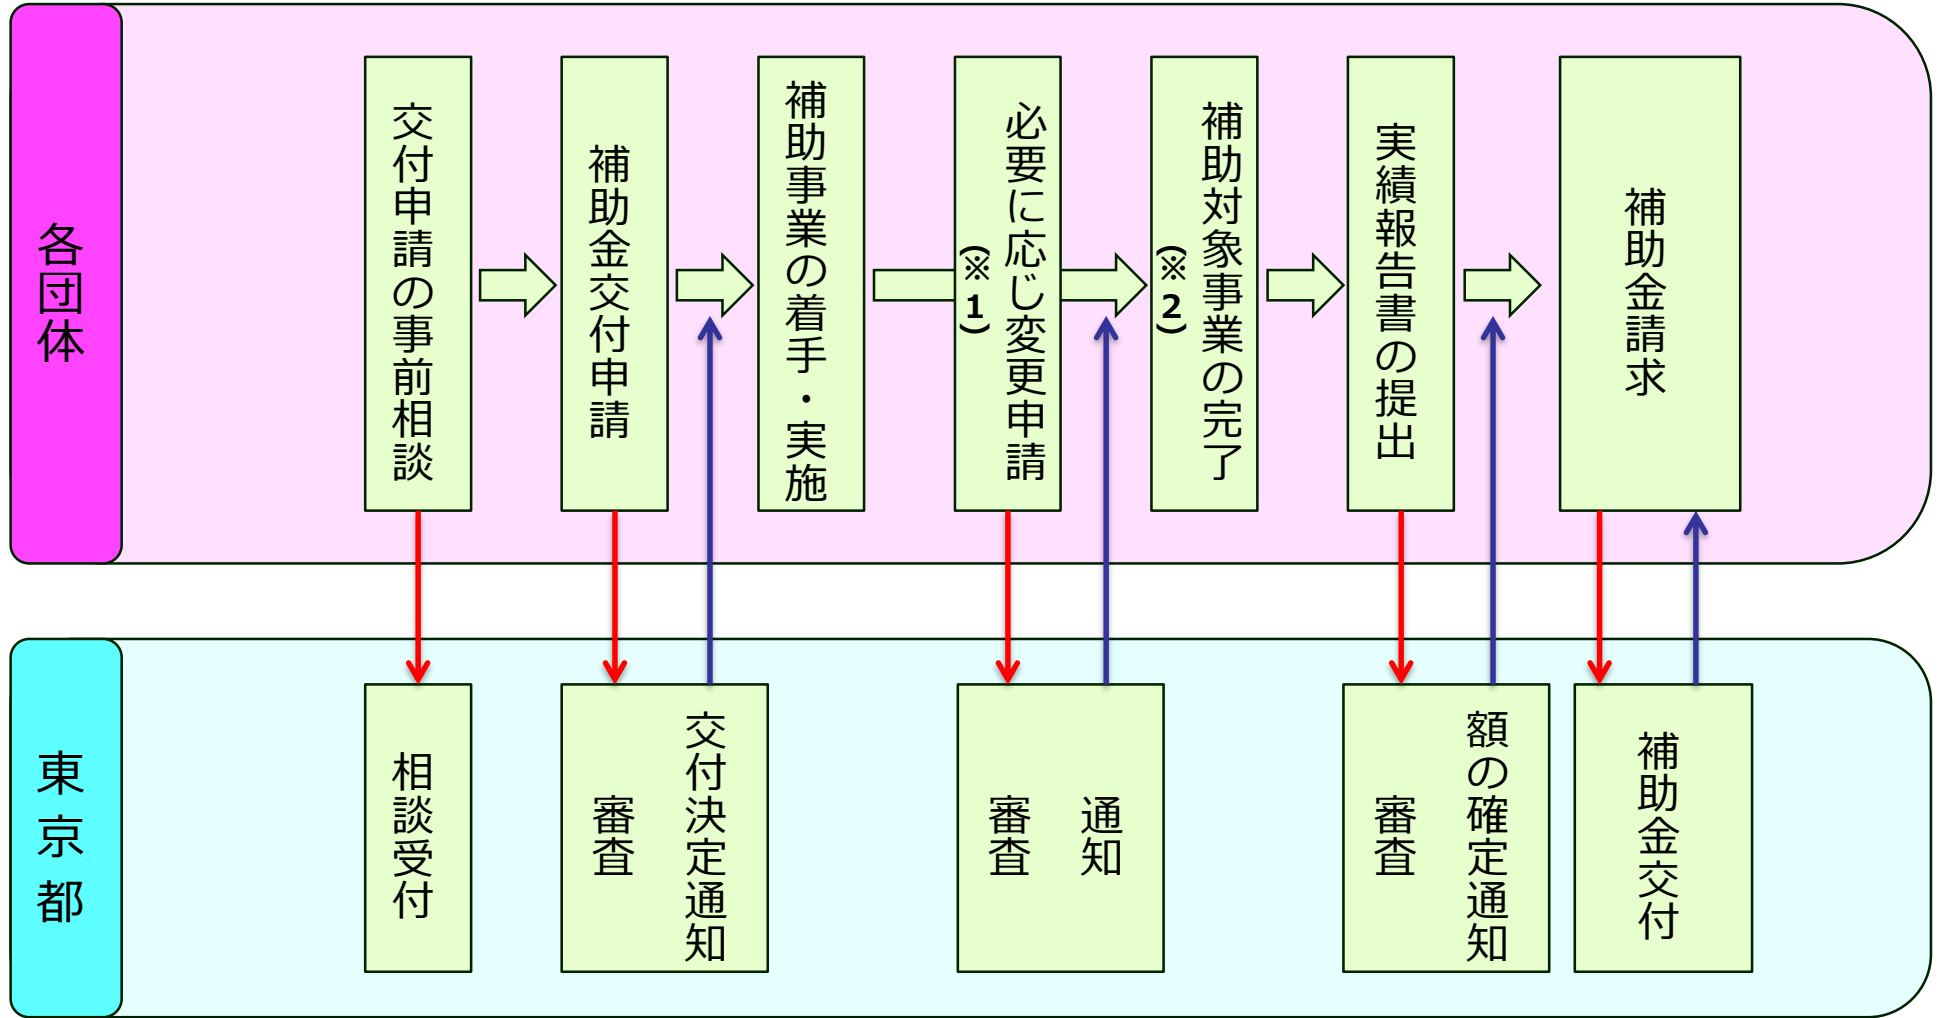 各団体
交付申請の事前相談
補助金交付申請
補助事業の着手・実施
必要に応じ変更申請
(※1)
補助対象事業の完了
(※2)
実績報告書の提出
補助金請求
東京都
相談受付
審査
交付決定通知
審査
通知
審査
額の確定通知
補助金交付